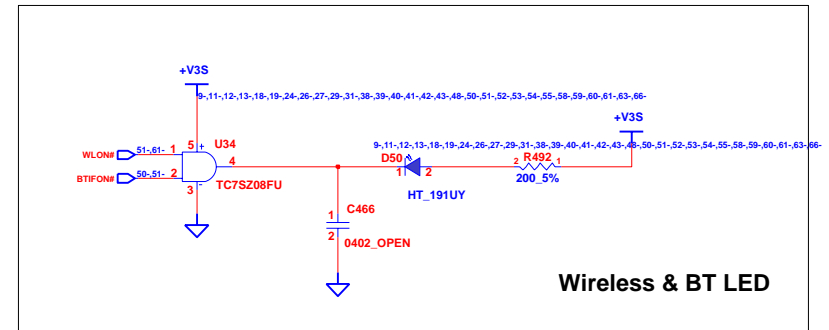 +V3S
9-,11-,12-,13-,18-,19-,24-,26-,27-,29-,31-,38-,39-,40-,41-,42-,43-,48-,50-,51-,52-,53-,54-,55-,58-,59-,60-,61-,63-,66-
+V3S
5 + U34
WLON# 51-,61- 1
4
9-,11-,12-,13-,18-,19-,24-,26-,27-,29-,31-,38-,39-,40-,41-,42-,43-,48-,50-,51-,52-,53-,54-,55-,58-,59-,60-,61-,63-,66-
D50 R492
1 2 2 1
BTIFON# 50-,51- 2
3 -
TC7SZ08FU
HT_191UY
200_5%
1 C466
2 0402_OPEN
Wireless & BT LED